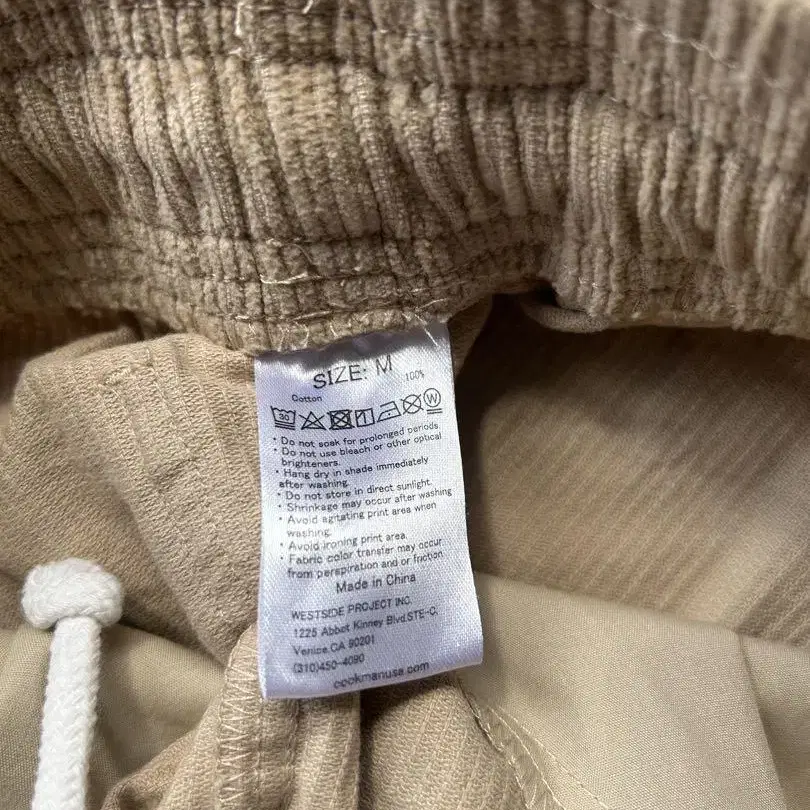 SIZE: M
Cotton 100%
30 W
• Do not soak for prolonged periods.
• Do not use bleach or other optical
brighteners.
• Hang dry in shade immediately
after washing.
• Do not store in direct sunlight.
• Shrinkage may occur after washing
• Avoid agitating print area when
washing.
• Avoid ironing print area.
• Fabric color transfer may occur
from perspiration and or friction
Made in China
WESTSIDE PROJECT INC.
1225 Abbot Kinney Blvd.STE-C.
Venice.CA 90201
(310)450-4090
cookmanusa.com